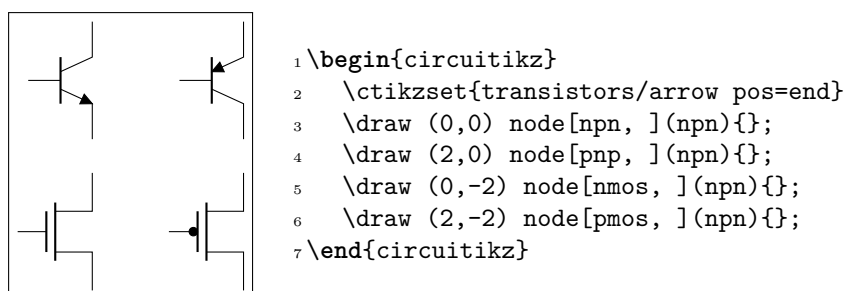 1 \begin{circuitikz}
2 \ctikzset{transistors/arrow pos=end}
3 \draw (0,0) node[npn, ](npn){};
4 \draw (2,0) node[pnp, ](npn){};
5 \draw (0,-2) node[nmos, ](npn){};
6 \draw (2,-2) node[pmos, ](npn){};
7 \end{circuitikz}